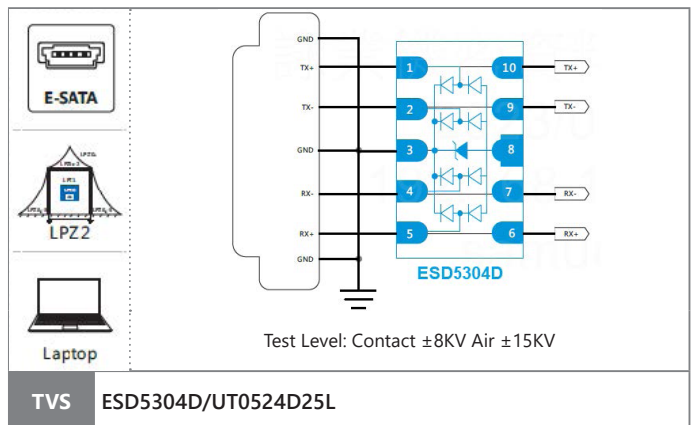 E-SATA
LPZ2
Laptop
GND
TX+
TX-
GND
RX-
RX+
GND
1
2
3
4
5
10
9
8
7
6
TX+
TX-
RX-
RX+
ESD5304D
Test Level: Contact ±8KV Air ±15KV
TVS ESD5304D/UT0524D25L